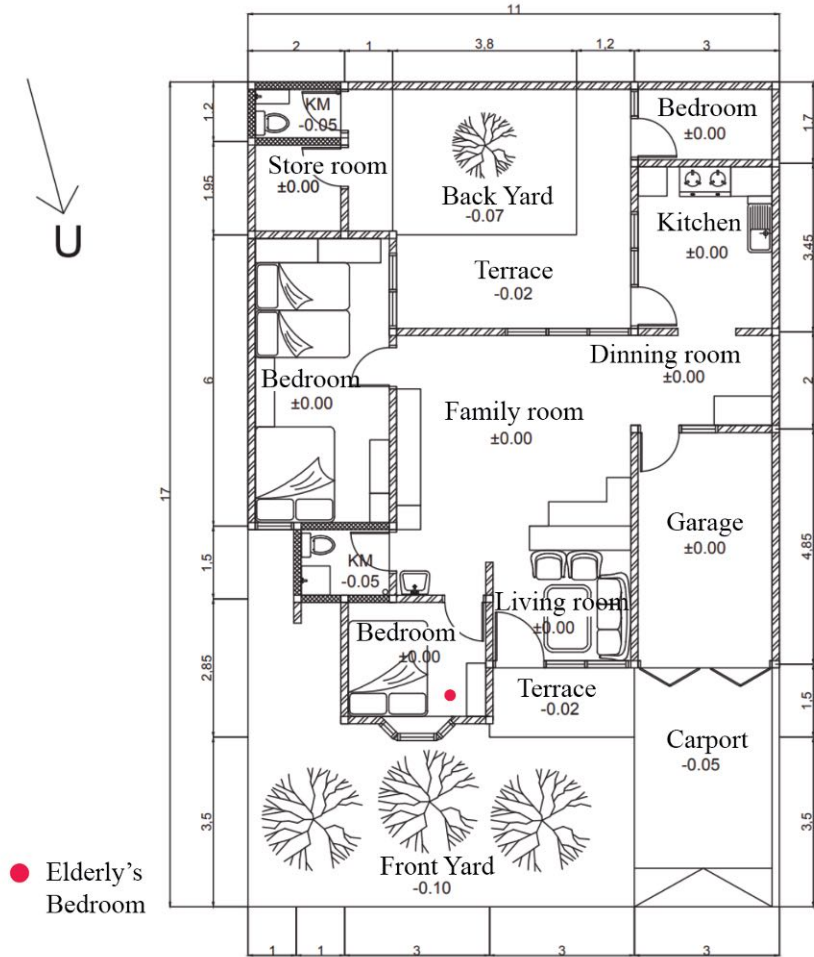 11
2
1
3,8
1,2
3
1.2
KM
-0.05
Bedroom
±0.00
1.7
Store room
±0.00
1.95
Back Yard
-0.07
Kitchen
±0.00
3.45
U
Terrace
-0.02
Dinning room
±0.00
2
Bedroom
±0.00
6
Family room
±0.00
17
Garage
±0.00
4,85
KM
-0.05
1,5
Living room
±0.00
Bedroom
±0.00
2,85
Terrace
-0.02
1,5
Carport
-0.05
3,5
3,5
Front Yard
-0.10
Elderly's
Bedroom
1
1
3
3
3